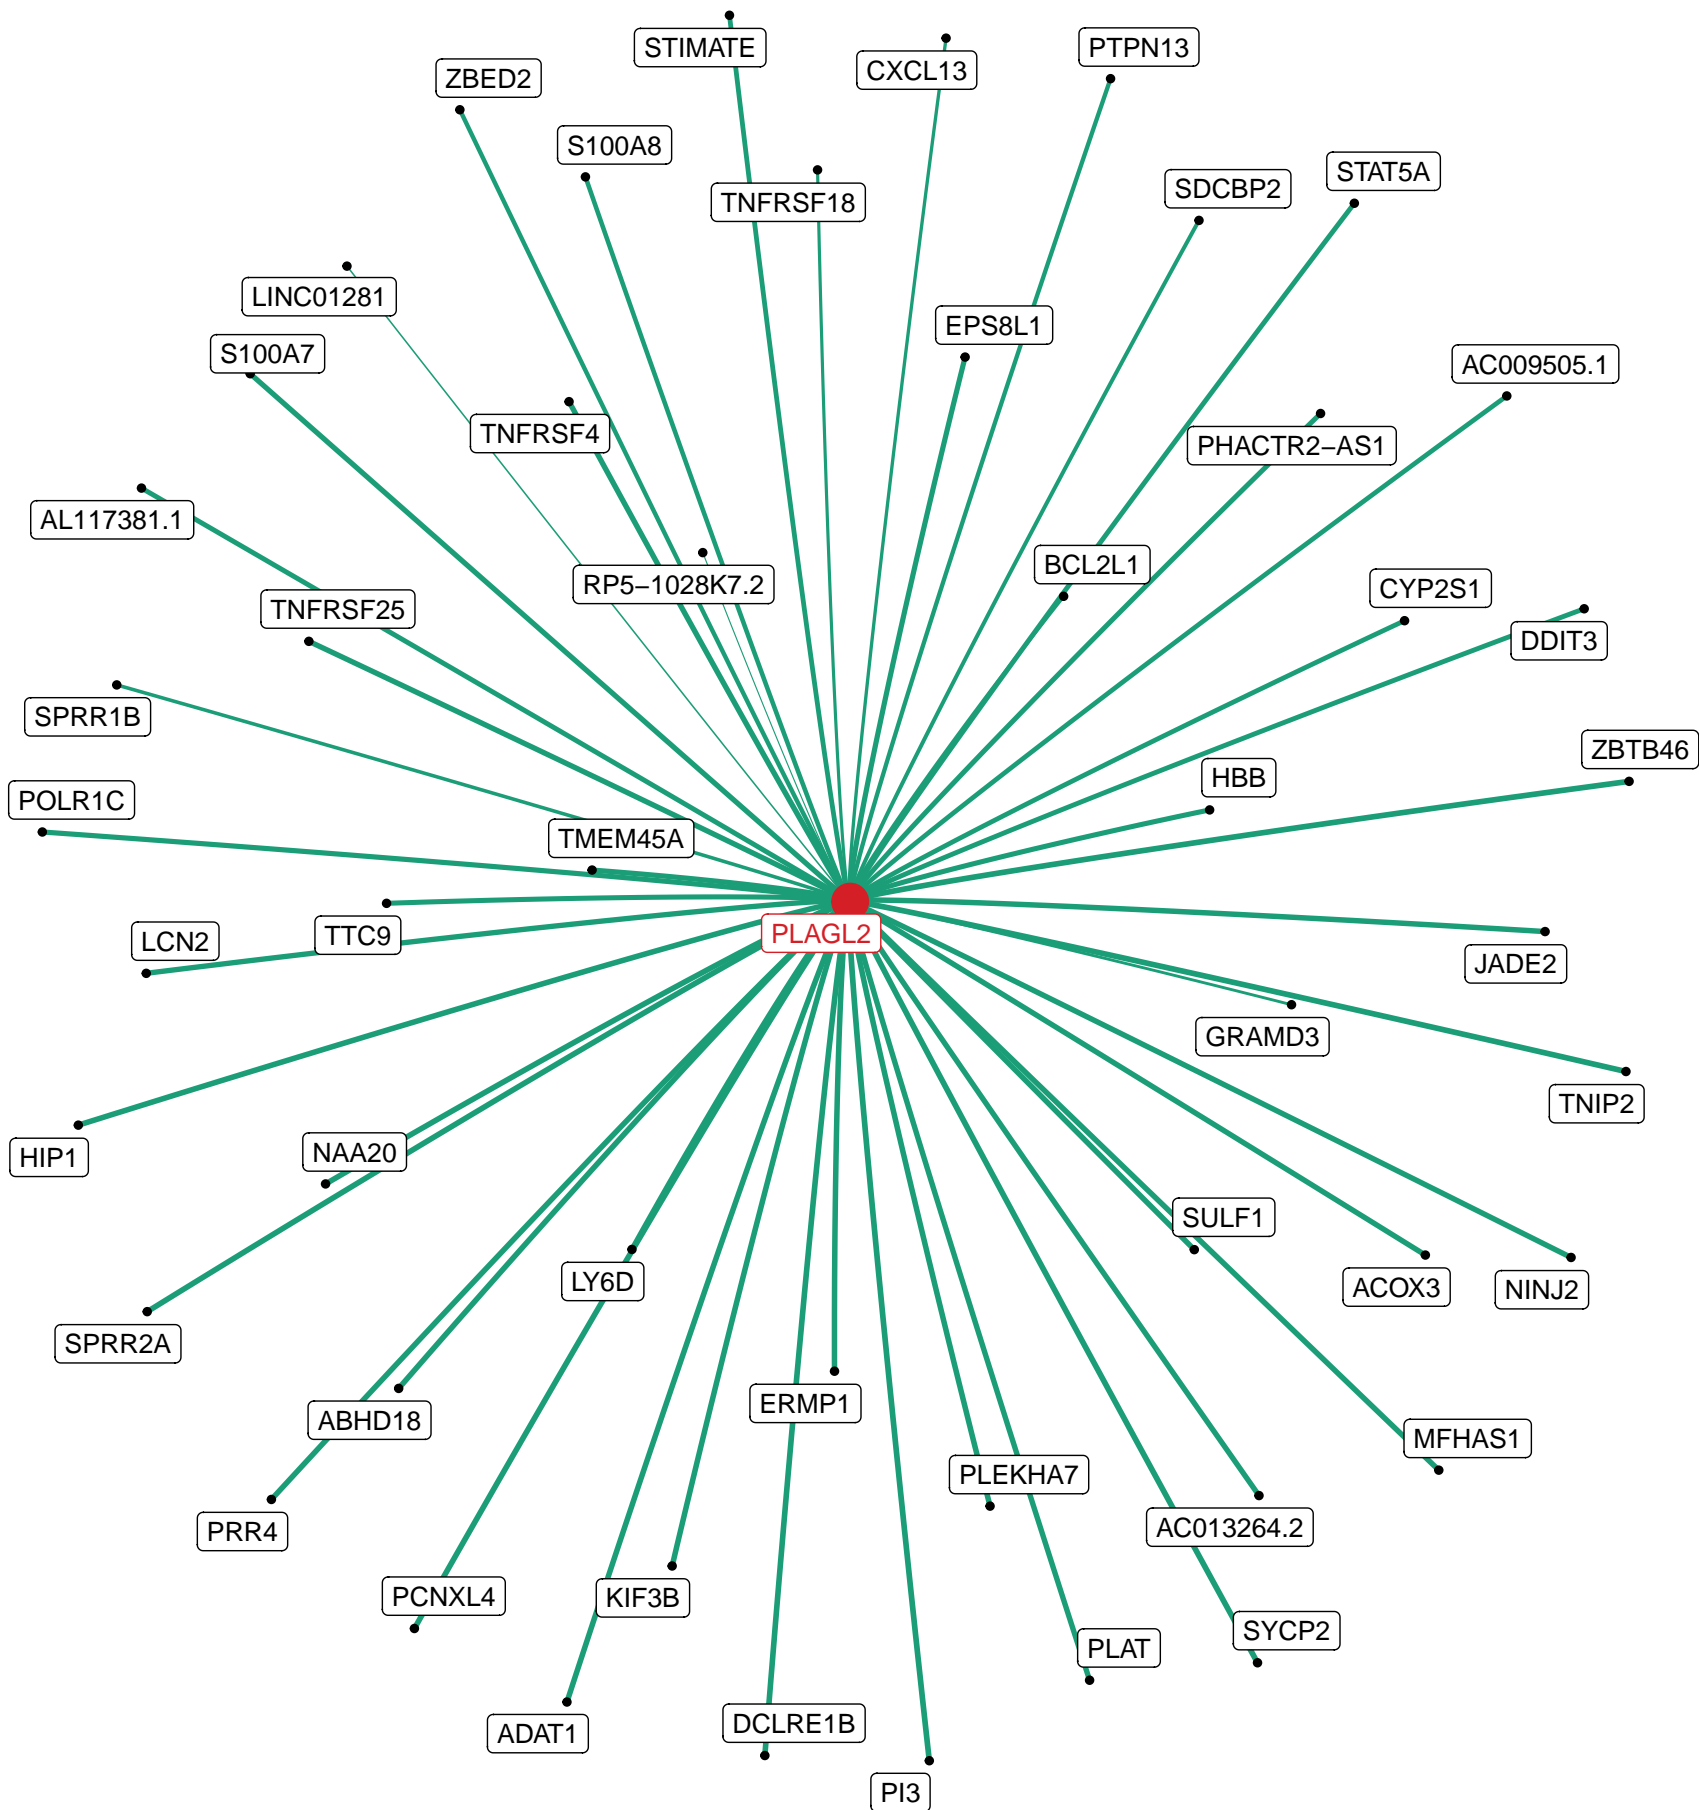 STIMATE
PTPN13
CXCL13
ZBED2
S100A8
STAT5A
SDCBP2
TNFRSF18
LINC01281
EPS8L1
S100A7
AC009505.1
TNFRSF4
PHACTR2–AS1
AL117381.1
BCL2L1
RP5–1028K7.2
CYP2S1
TNFRSF25
DDIT3
SPRR1B
ZBTB46
HBB
POLR1C
TMEM45A
PLAGL2
TTC9
LCN2
JADE2
GRAMD3
TNIP2
NAA20
HIP1
SULF1
LY6D
ACOX3
NINJ2
SPRR2A
ERMP1
ABHD18
MFHAS1
PLEKHA7
AC013264.2
PRR4
PCNXL4
KIF3B
SYCP2
PLAT
DCLRE1B
ADAT1
PI3